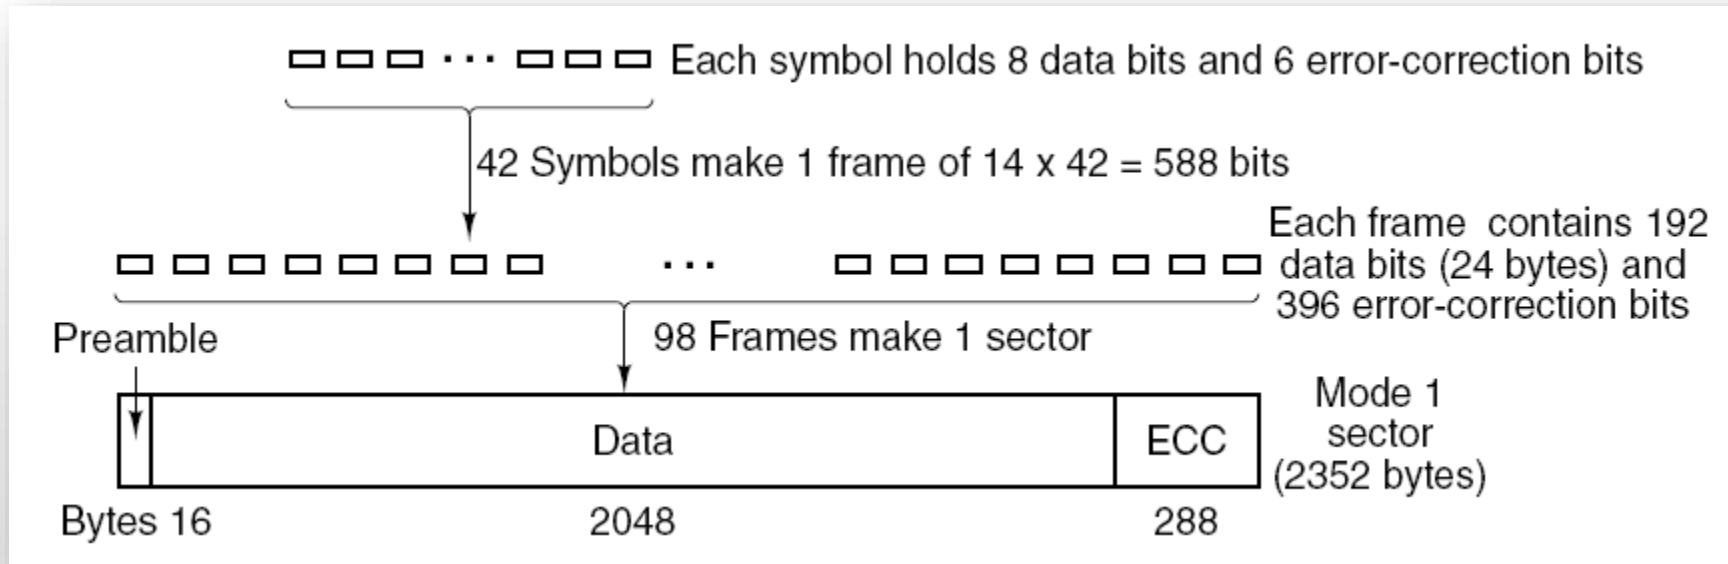 Each symbol holds 8 data bits and 6 error-correction bits
42 Symbols make 1 frame of 14 x 42 = 588 bits
Each frame contains 192
data bits (24 bytes) and
396 error-correction bits
Preamble
98 Frames make 1 sector
Mode 1
sector
(2352 bytes)
Data
ECC
Bytes 16
2048
288